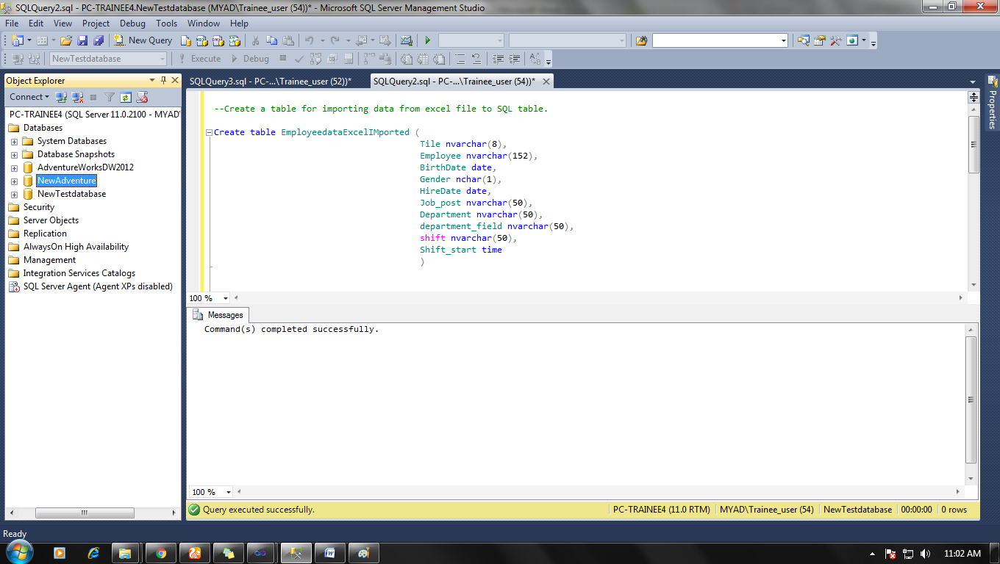 SQLQuery2.sql - PC-TRAINEE4.NewTestdatabase (MYAD\Trainee_user (54))* - Microsoft SQL Server Management Studio
File Edit View Project Debug Tools Window Help
New Query
NewTestdatabase Execute Debug
Object Explorer
Connect
PC-TRAINEE4 (SQL Server 11.0.2100 - MYAD
Databases
System Databases
Database Snapshots
AdventureWorksDW2012
NewAdventure
NewTestdatabase
Security
Server Objects
Replication
AlwaysOn High Availability
Management
Integration Services Catalogs
SQL Server Agent (Agent XPs disabled)
SQLQuery3.sql - PC-...\Trainee_user (52))* SQLQuery2.sql - PC-...\Trainee_user (54))*
--Create a table for importing data from excel file to SQL table.
Create table EmployeedataExcelIMported (
Tile nvarchar(8),
Employee nvarchar(152),
BirthDate date,
Gender nchar(1),
HireDate date,
Job_post nvarchar(50),
Department nvarchar(50),
department_field nvarchar(50),
shift nvarchar(50),
Shift_start time
)
100 %
Messages
Command(s) completed successfully.
100 %
Query executed successfully. PC-TRAINEE4 (11.0 RTM) MYAD\Trainee_user (54) NewTestdatabase 00:00:00 0 rows
Properties
Ready
11:02 AM